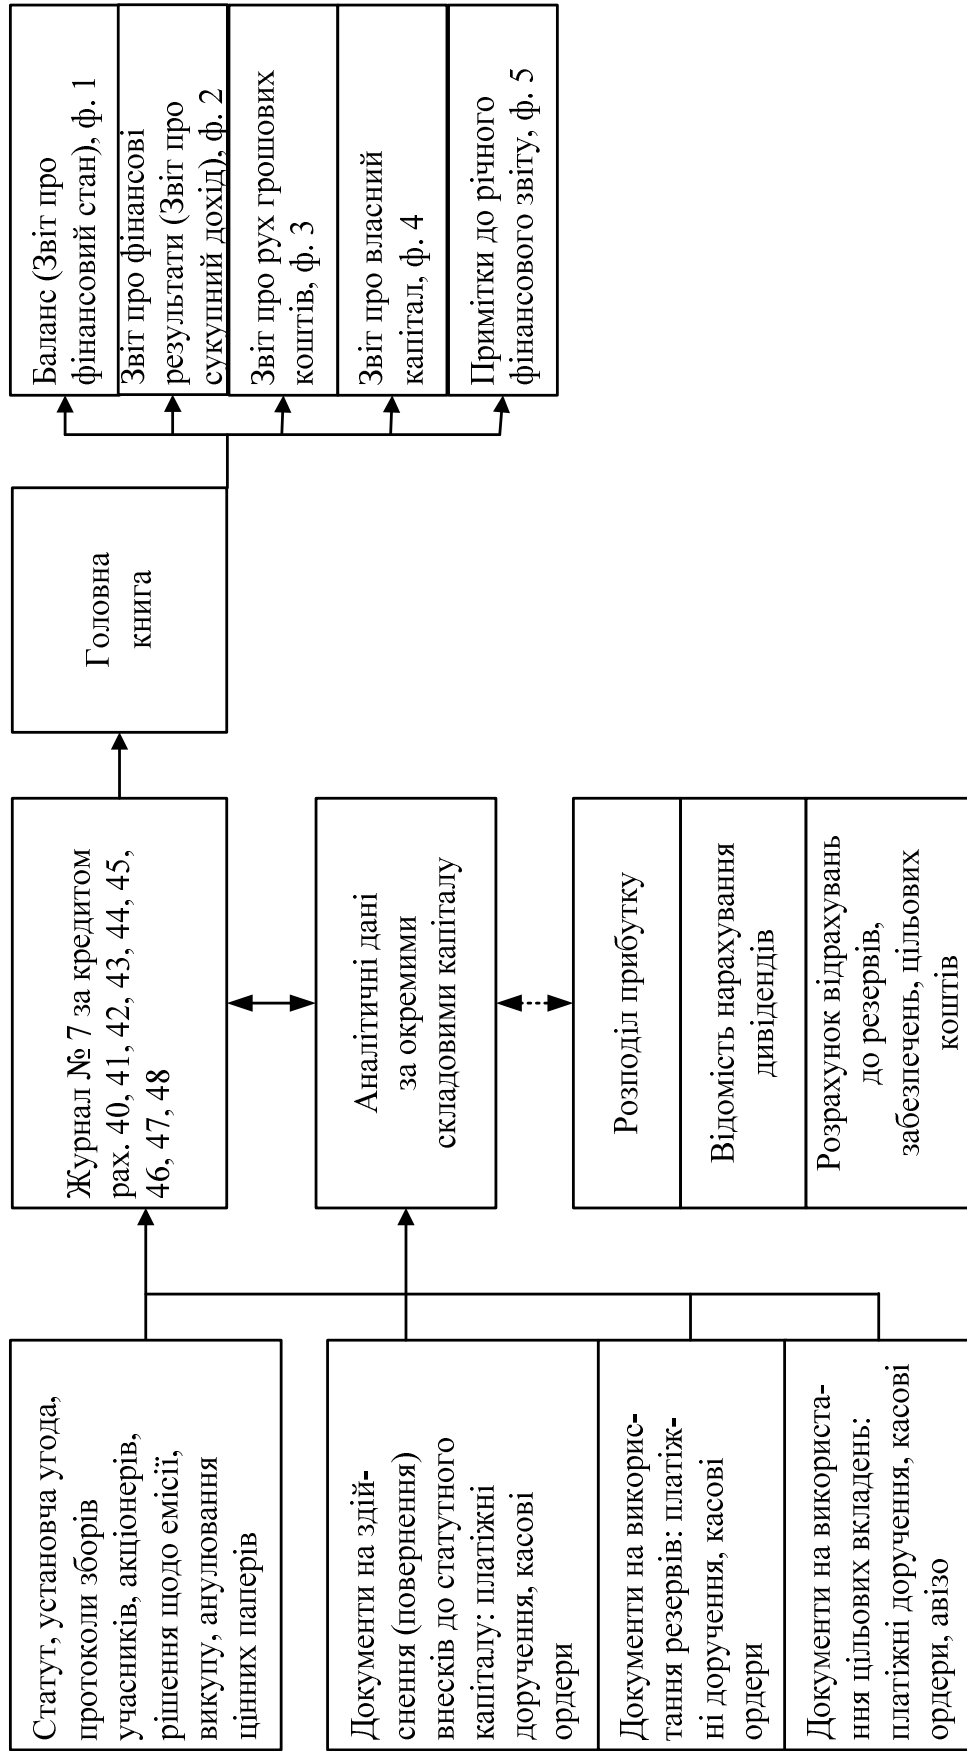 Статут, установча угода,
протоколи зборів
учасників, акціонерів,
рішення щодо емісії,
викупу, анулювання
цінних паперів
Документи на здій-
снення (повернення)
внесків до статутного
капіталу: платіжні
доручення, касові
ордери
Документи на викорис-
тання резервів: платіж-
ні доручення, касові
ордери
Документи на використа-
ння цільових вкладень:
платіжні доручення, касові
ордери, авізо
Журнал № 7 за кредитом
рах. 40, 41, 42, 43, 44, 45,
46, 47, 48
Аналітичні дані
за окремими
складовими капіталу
Розподіл прибутку
Відомість нарахування
дивідендів
Розрахунок відрахувань
до резервів,
забезпечень, цільових
коштів
Головна
книга
Баланс (Звіт про
фінансовий стан), ф. 1
Звіт про фінансові
результати (Звіт про
сукупний дохід), ф. 2
Звіт про рух грошових
коштів, ф. 3
Звіт про власний
капітал, ф. 4
Примітки до річного
фінансового звіту, ф. 5